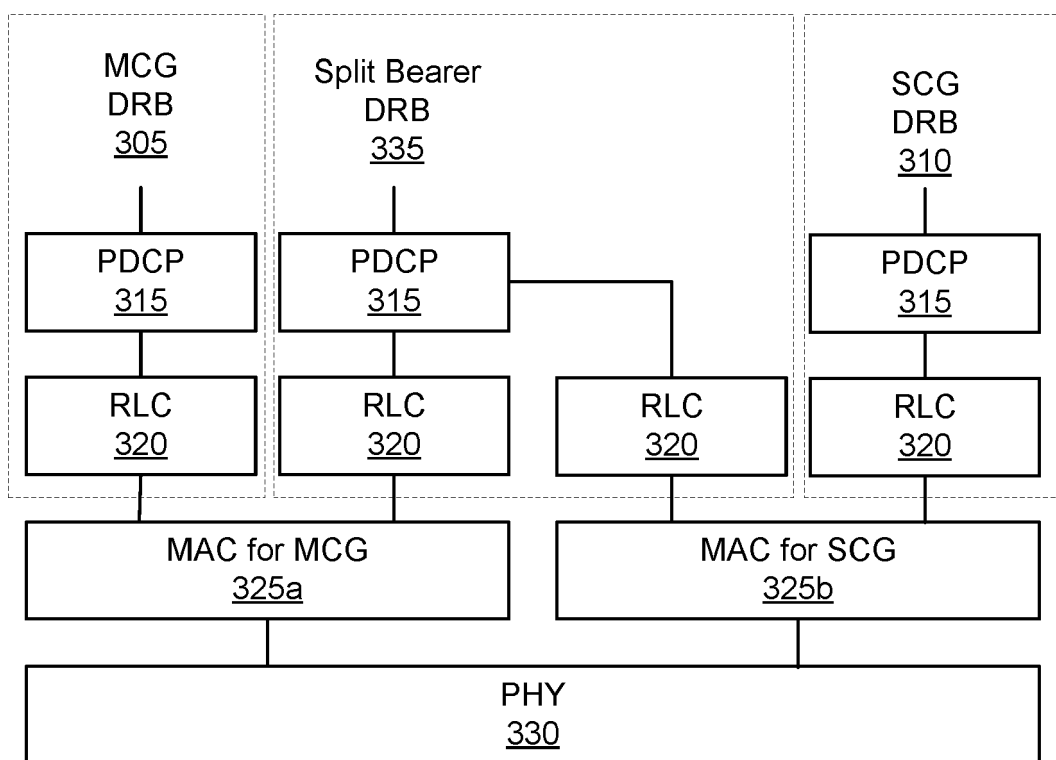 MCG
DRB
305
Split Bearer
DRB
335
SCG
DRB
310
PDCP
315
PDCP
315
PDCP
315
RLC
320
RLC
320
RLC
320
RLC
320
MAC for MCG
325a
MAC for SCG
325b
PHY
330